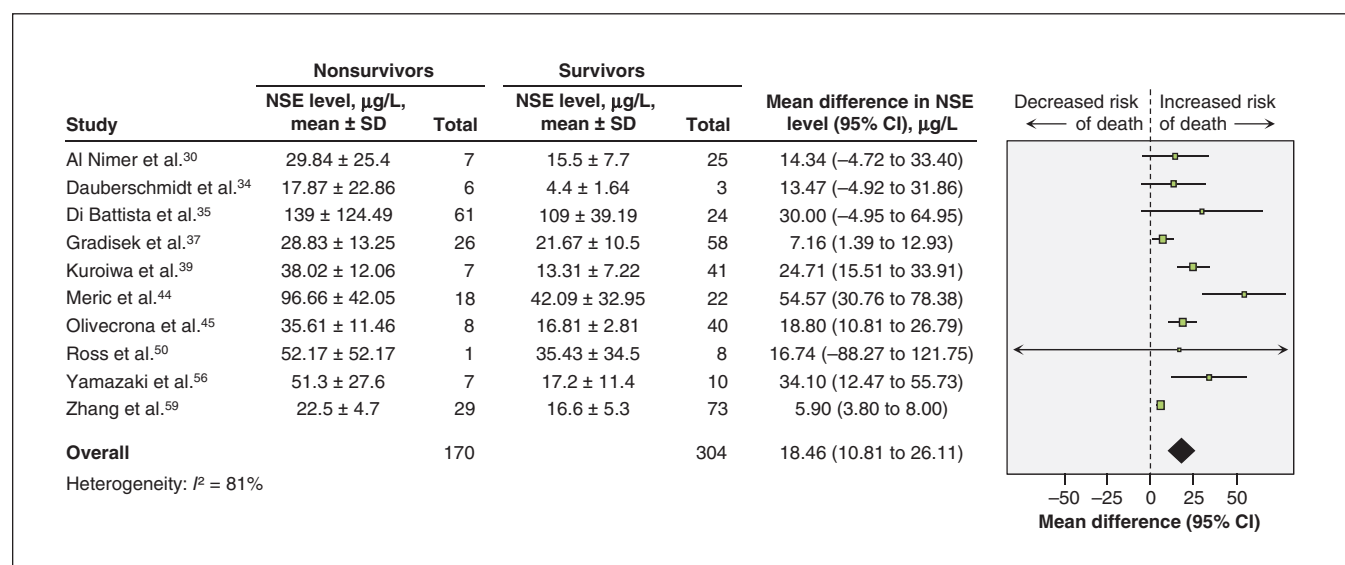 Nonsurvivors Survivors
Study NSE level, μg/L, mean ± SD Total NSE level, μg/L, mean ± SD Total Mean difference in NSE level (95% CI), μg/L
Decreased risk of death Increased risk of death
Al Nimer et al.30 29.84 ± 25.4 7 15.5 ± 7.7 25 14.34 (–4.72 to 33.40)
Dauberschmidt et al.34 17.87 ± 22.86 6 4.4 ± 1.64 3 13.47 (–4.92 to 31.86)
Di Battista et al.35 139 ± 124.49 61 109 ± 39.19 24 30.00 (–4.95 to 64.95)
Gradisek et al.37 28.83 ± 13.25 26 21.67 ± 10.5 58 7.16 (1.39 to 12.93)
Kuroiwa et al.39 38.02 ± 12.06 7 13.31 ± 7.22 41 24.71 (15.51 to 33.91)
Meric et al.44 96.66 ± 42.05 18 42.09 ± 32.95 22 54.57 (30.76 to 78.38)
Olivecrona et al.45 35.61 ± 11.46 8 16.81 ± 2.81 40 18.80 (10.81 to 26.79)
Ross et al.50 52.17 ± 52.17 1 35.43 ± 34.5 8 16.74 (–88.27 to 121.75)
Yamazaki et al.56 51.3 ± 27.6 7 17.2 ± 11.4 10 34.10 (12.47 to 55.73)
Zhang et al.59 22.5 ± 4.7 29 16.6 ± 5.3 73 5.90 (3.80 to 8.00)
Overall 170 304 18.46 (10.81 to 26.11)
Heterogeneity: I² = 81%
–50 –25 0 25 50
Mean difference (95% CI)